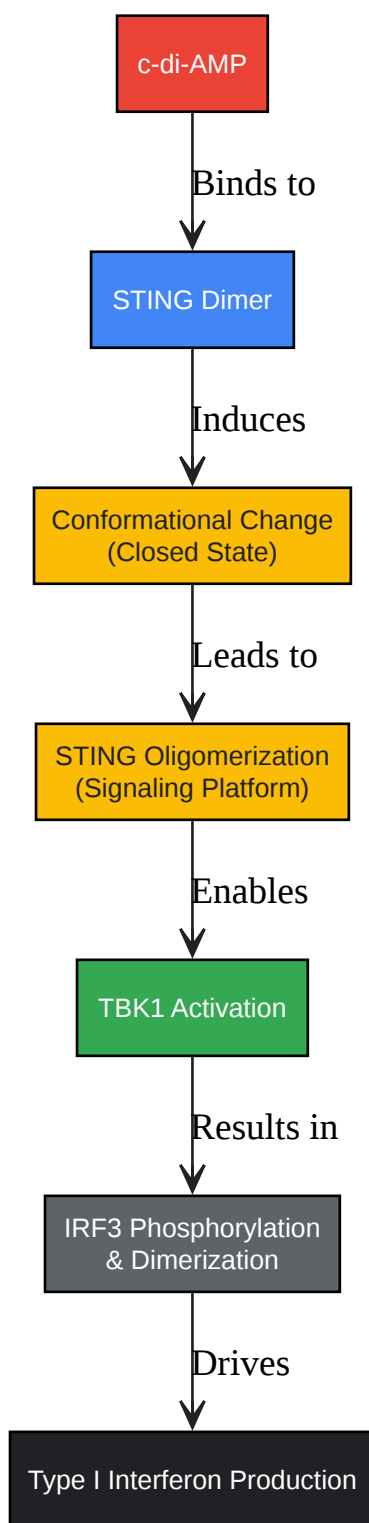 c-di-AMP
Binds to
STING Dimer
Induces
Conformational Change
(Closed State)
Leads to
STING Oligomerization
(Signaling Platform)
Enables
TBK1 Activation
Results in
IRF3 Phosphorylation
& Dimerization
Drives
Type I Interferon Production